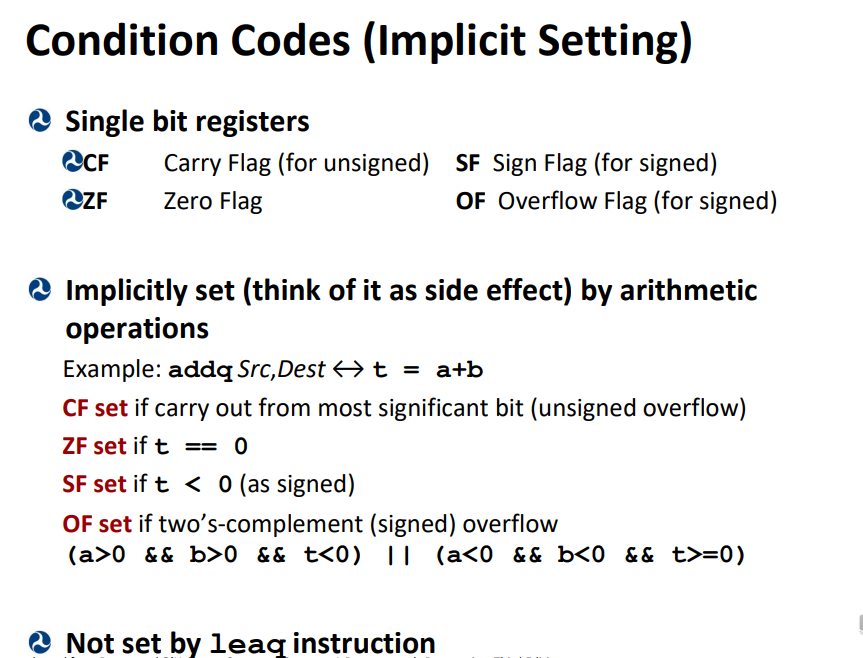 Condition Codes (Implicit Setting)
Single bit registers
CF Carry Flag (for unsigned) SF Sign Flag (for signed)
ZF Zero Flag OF Overflow Flag (for signed)
Implicitly set (think of it as side effect) by arithmetic
operations
Example: addq Src,Dest ↔ t = a+b
CF set if carry out from most significant bit (unsigned overflow)
ZF set if t == 0
SF set if t < 0 (as signed)
OF set if two’s-complement (signed) overflow
(a>0 && b>0 && t<0) || (a<0 && b<0 && t>=0)
Not set by leaq instruction